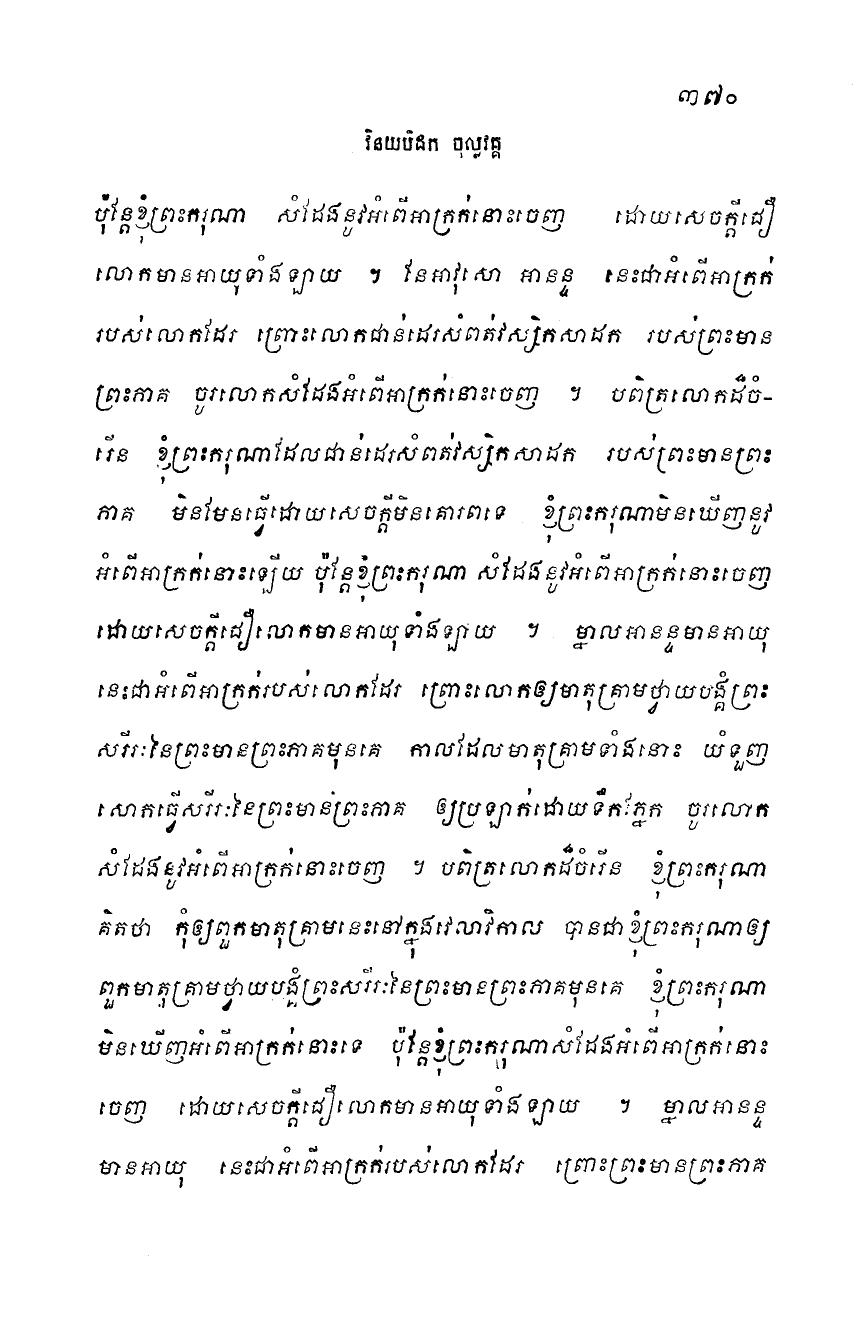 ៣៧០
វិនយបិដក ចុល្លវគ្គ
ប៉ុន្តែខ្ញុំព្រះករុណា សំដែងនូវអំពើអាក្រក់នោះចេញ ដោយសេចក្តីជឿ
លោកមានអាយុទាំងឡាយ ។ នែអាវុសោ អានន្ទ នេះជាអំពើអាក្រក់
របស់លោកដែរ ព្រោះលោកជាន់ដេរសំពត់វស្សិកសាដក របស់ព្រះមាន
ព្រះភាគ ចូរលោកសំដែងអំពើអាក្រក់នោះចេញ ។ បពិត្រលោកដ៏ចំ-
រើន ខ្ញុំព្រះករុណាដែលជាន់ដេរសំពត់វស្សិកសាដក របស់ព្រះមានព្រះ
ភាគ មិនមែនធ្វើដោយសេចក្តីមិនគោរពទេ ខ្ញុំព្រះករុណាមិនឃើញនូវ
អំពើអាក្រក់នោះឡើយ ប៉ុន្តែខ្ញុំព្រះករុណា សំដែងនូវអំពើអាក្រក់នោះចេញ
ដោយសេចក្តីជឿលោកមានអាយុទាំងឡាយ ។ ម្នាលអានន្ទមានអាយុ
នេះជាអំពើអាក្រក់របស់លោកដែរ ព្រោះលោកឲ្យមាតុគ្រាមថ្វាយបង្គំព្រះ
សរីរៈនៃព្រះមានព្រះភាគមុនគេ កាលដែលមាតុគ្រាមទាំងនោះ យំទួញ
សោកធ្វើសរីរៈនៃព្រះមានព្រះភាគ ឲ្យប្រឡាក់ដោយទឹកភ្នែក ចូរលោក
សំដែងនូវអំពើអាក្រក់នោះចេញ ។ បពិត្រលោកដ៏ចំរើន ខ្ញុំព្រះករុណា
គិតថា កុំឲ្យពួកមាតុគ្រាមនេះនៅក្នុងវេលាវិកាល បានជាខ្ញុំព្រះករុណាឲ្យ
ពួកមាតុគ្រាមថ្វាយបង្គំព្រះសរីរៈនៃព្រះមានព្រះភាគមុនគេ ខ្ញុំព្រះករុណា
មិនឃើញអំពើអាក្រក់នោះទេ ប៉ុន្តែខ្ញុំព្រះករុណាសំដែងអំពើអាក្រក់នោះ
ចេញ ដោយសេចក្តីជឿលោកមានអាយុទាំងឡាយ ។ ម្នាលអានន្ទ
មានអាយុ នេះជាអំពើអាក្រក់របស់លោកដែរ ព្រោះព្រះមានព្រះភាគ